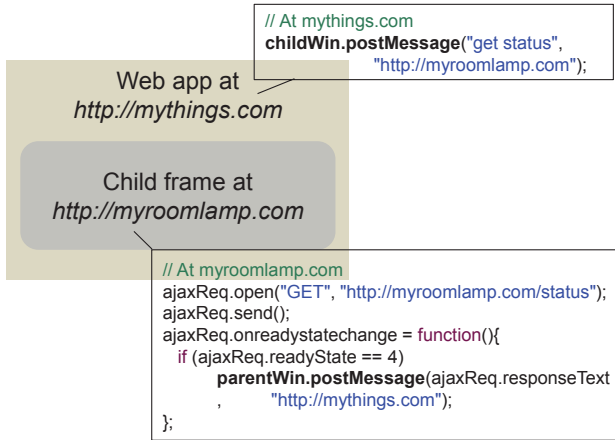 // At mythings.com
childWin.postMessage("get status",
"http://myroomlamp.com");
Web app at
http://mythings.com
Child frame at
http://myroomlamp.com
// At myroomlamp.com
ajaxReq.open("GET", "http://myroomlamp.com/status");
ajaxReq.send();
ajaxReq.onreadystatechange = function(){
if (ajaxReq.readyState == 4)
parentWin.postMessage(ajaxReq.responseText
, "http://mythings.com");
};